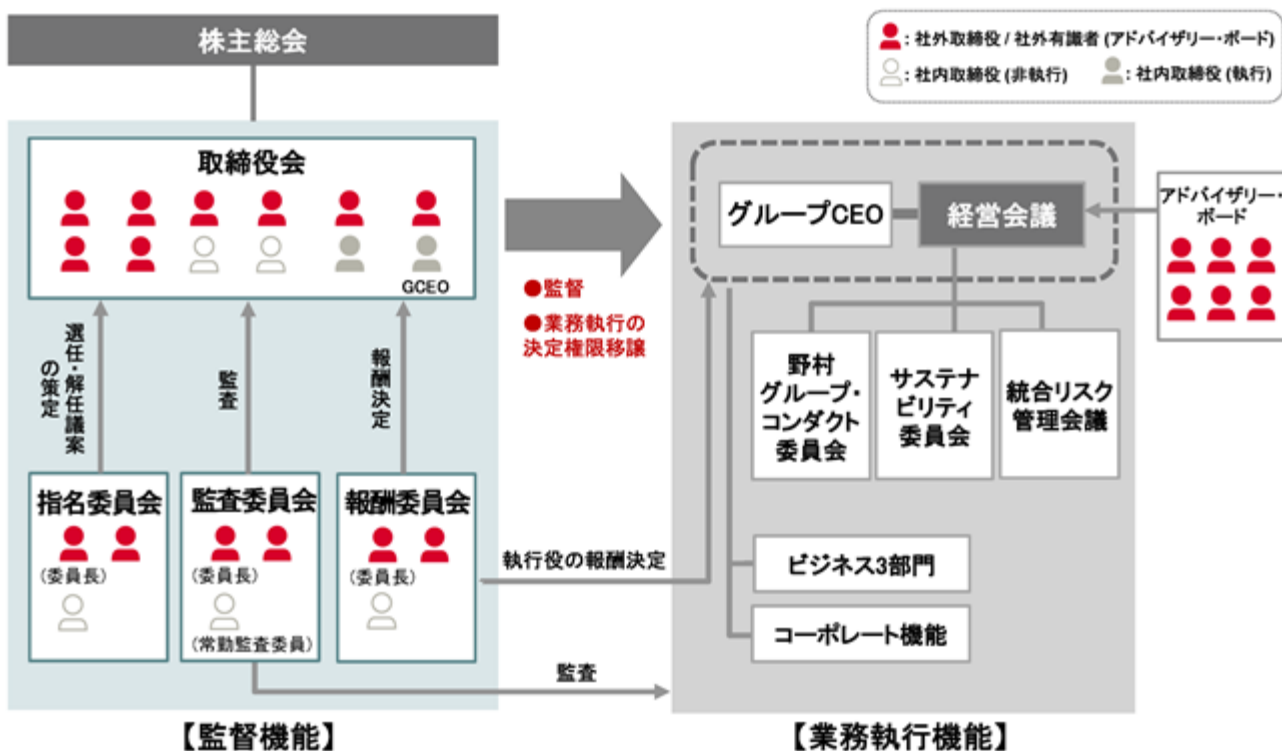 株主総会
: 社外取締役 / 社外有識者 (アドバイザリー・ボード)
: 社内取締役 (非執行)
: 社内取締役 (執行)
取締役会
GCEO
選任・解任議案
の策定
監査
報酬決定
指名委員会
(委員長)
監査委員会
(委員長)
(常勤監査委員)
報酬委員会
(委員長)
【監督機能】
●監督
●業務執行の
決定権限移譲
執行役の報酬決定
監査
グループCEO
経営会議
アドバイザリー・
ボード
野村
グループ・
コンダクト
委員会
サステナ
ビリティ
委員会
統合リスク
管理会議
ビジネス3部門
コーポレート機能
【業務執行機能】